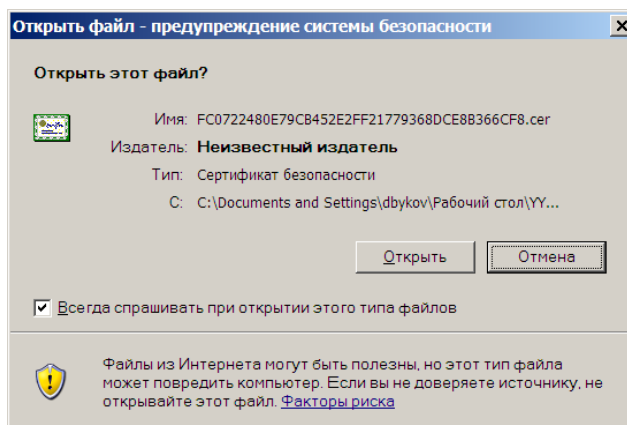 Открыть файл - предупреждение системы безопасности
Открыть этот файл?
Имя: FC0722480E79CB452E2FF21779368DCE8B366CF8.cer
Издатель: Неизвестный издатель
Тип: Сертификат безопасности
С: C:\Documents and Settings\dbykov\Рабочий стол\YY...
Открыть Отмена
Всегда спрашивать при открытии этого типа файлов
Файлы из Интернета могут быть полезны, но этот тип файла
может повредить компьютер. Если вы не доверяете источнику, не
открывайте этот файл. Факторы риска